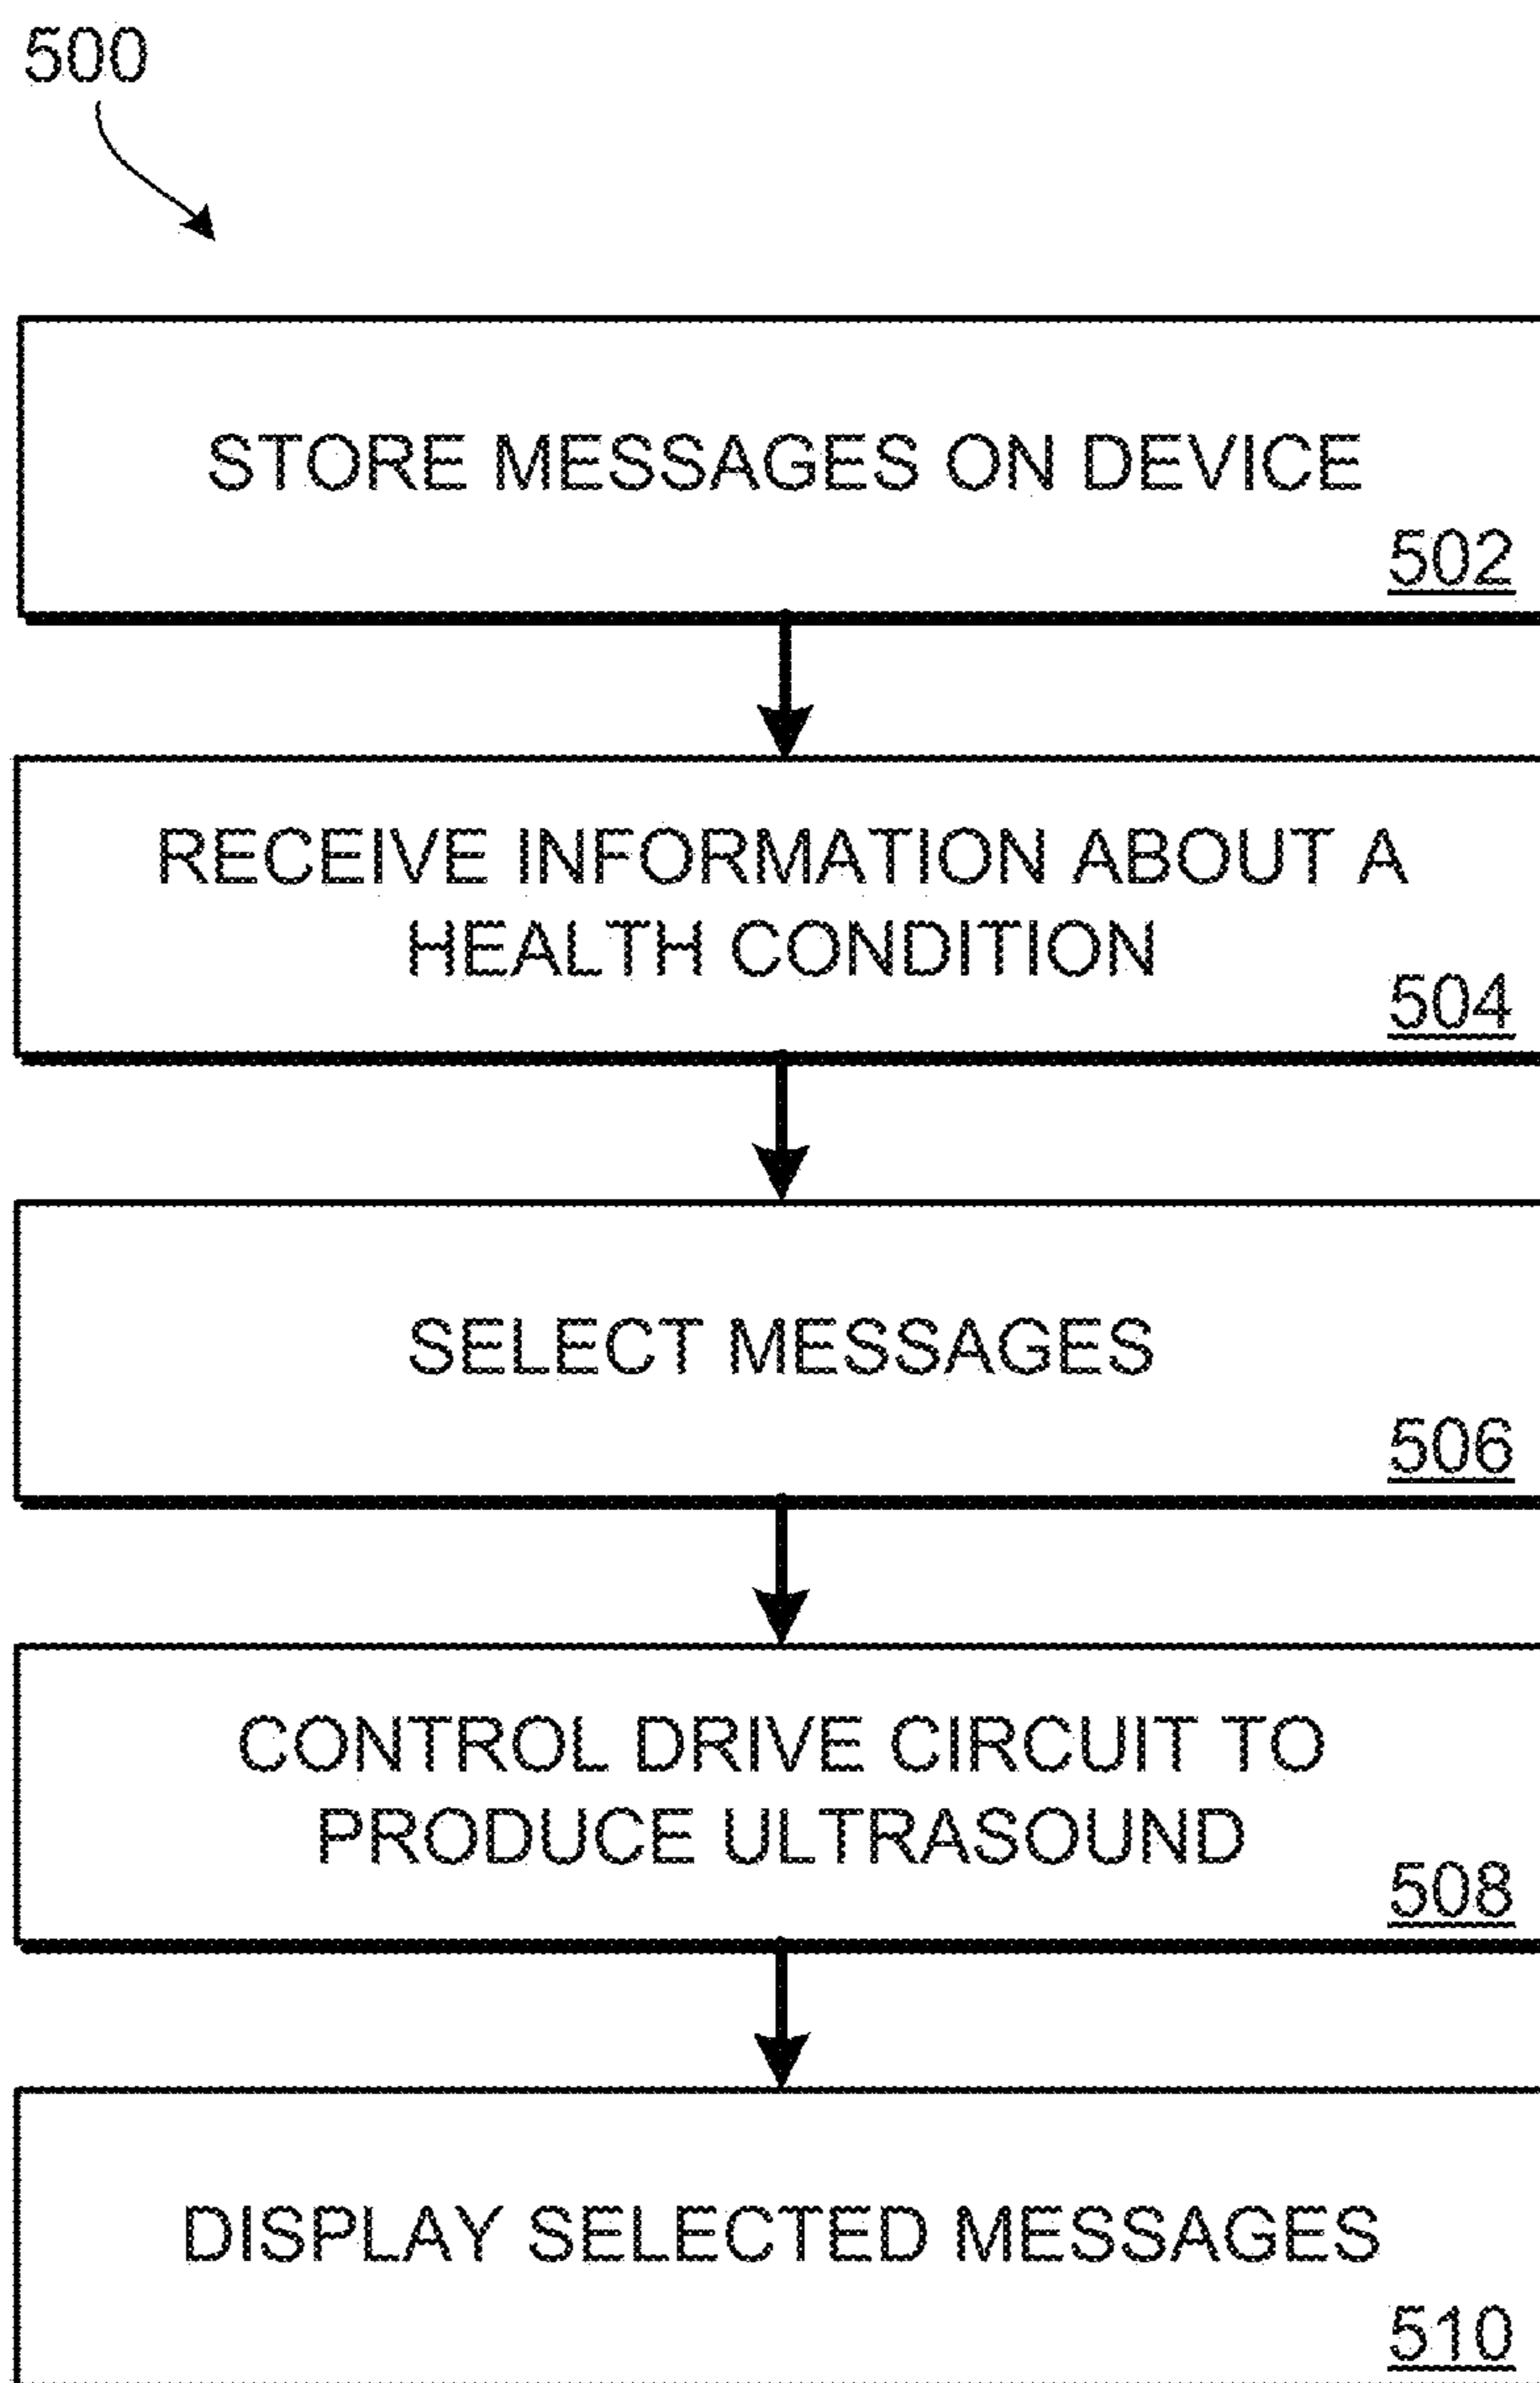 500
STORE MESSAGES ON DEVICE
502
RECEIVE INFORMATION ABOUT A
HEALTH CONDITION
504
SELECT MESSAGES
506
CONTROL DRIVE CIRCUIT TO
PRODUCE ULTRASOUND
508
DISPLAY SELECTED MESSAGES
510